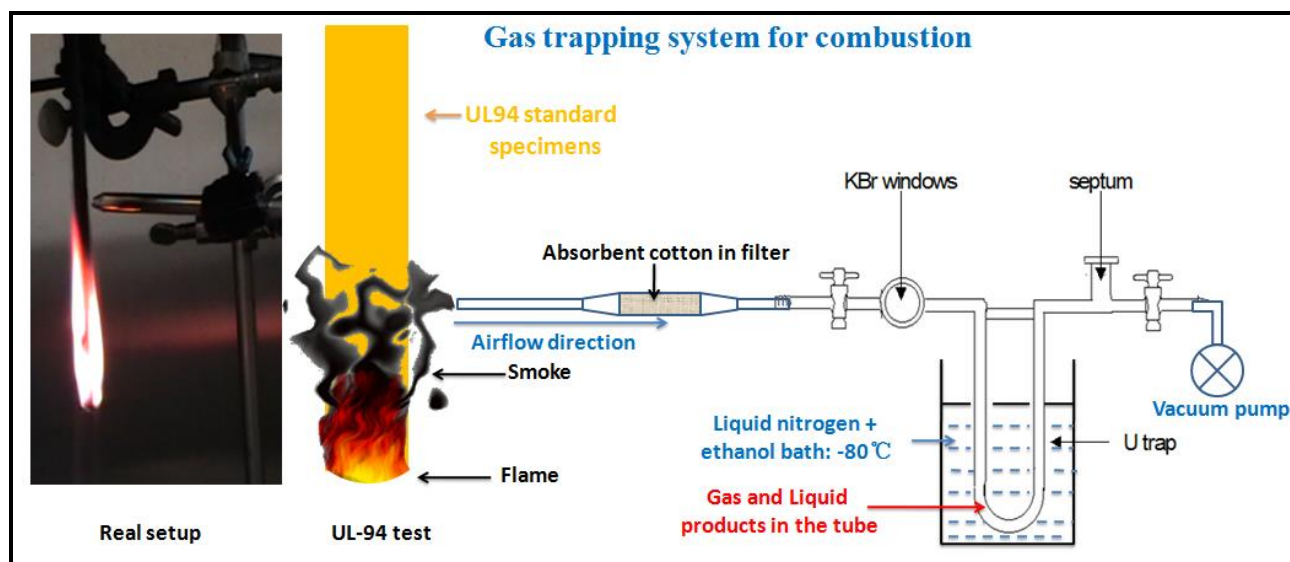 Gas trapping system for combustion
UL94 standard
specimens
KBr windows
septum
Absorbent cotton in filter
Airflow direction
Smoke
Flame
Liquid nitrogen +
ethanol bath: -80℃
Gas and Liquid
products in the tube
U trap
Vacuum pump
Real setup
UL-94 test